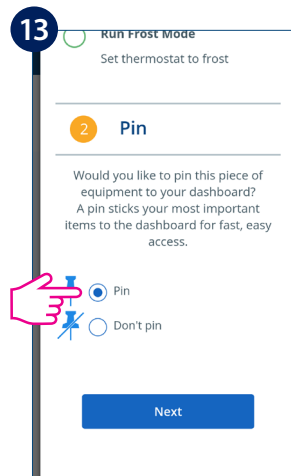 13
Run Frost Mode
Set thermostat to frost
2 Pin
Would you like to pin this piece of
equipment to your dashboard?
A pin sticks your most important
items to the dashboard for fast, easy
access.
Pin
Don't pin
Next